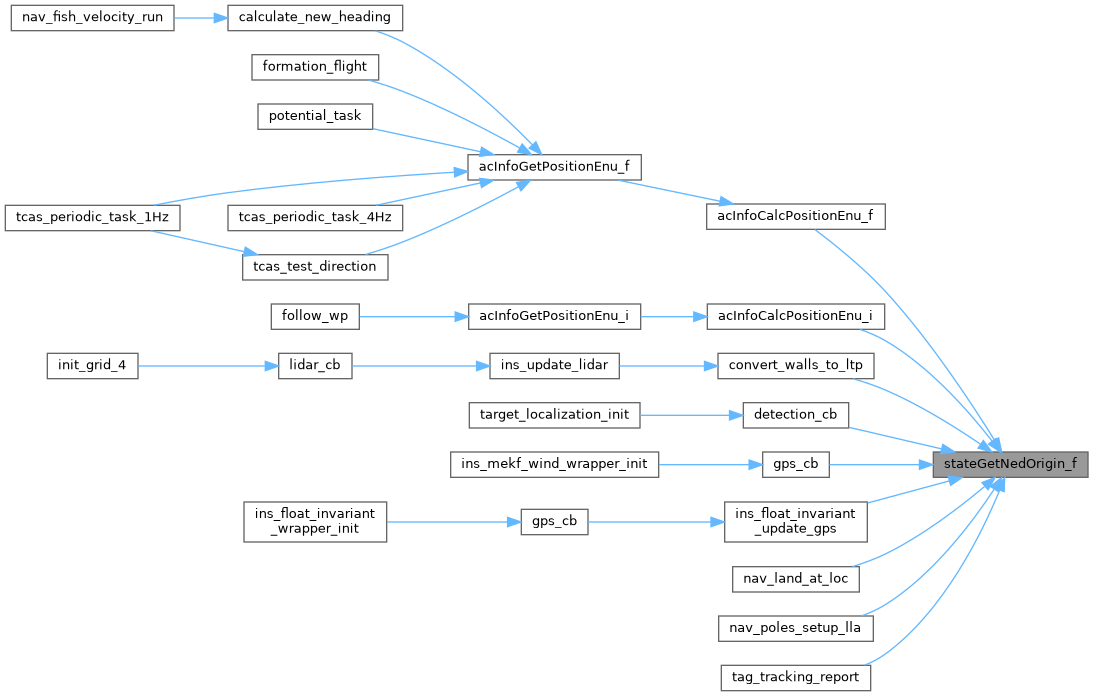 nav_fish_velocity_run
calculate_new_heading
formation_flight
potential_task
acInfoGetPositionEnu_f
tcas_periodic_task_1Hz
tcas_periodic_task_4Hz
acInfoCalcPositionEnu_f
tcas_test_direction
follow_wp
acInfoGetPositionEnu_i
acInfoCalcPositionEnu_i
init_grid_4
lidar_cb
ins_update_lidar
convert_walls_to_ltp
target_localization_init
detection_cb
ins_mekf_wind_wrapper_init
gps_cb
stateGetNedOrigin_f
ins_float_invariant
_wrapper_init
gps_cb
ins_float_invariant
_update_gps
nav_land_at_loc
nav_poles_setup_lla
tag_tracking_report